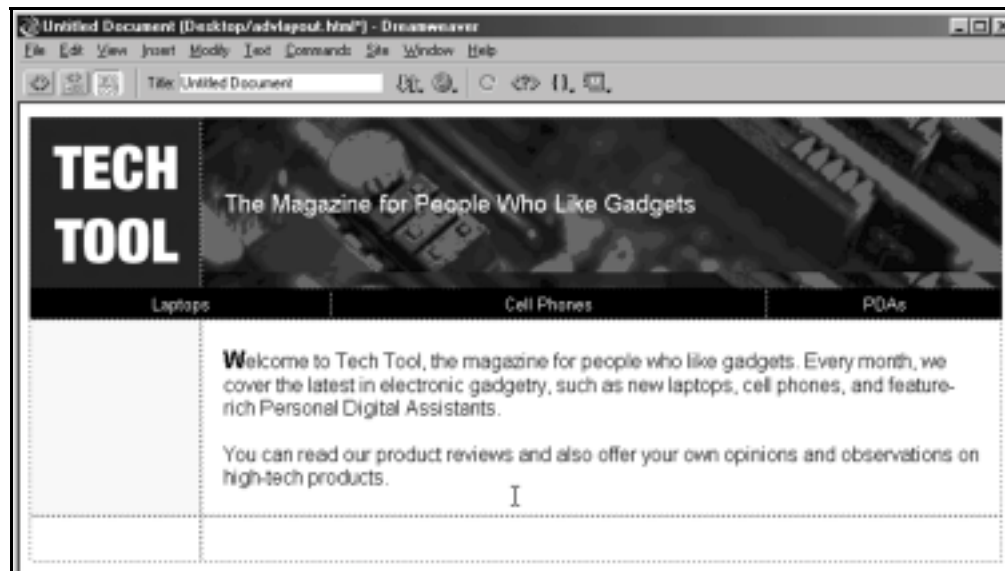 Untitled Document (Desktop/advlayout.html*) - Dreamweaver
File Edit View Insert Modify Text Commands Site Window Help
Title: Untitled Document
TECH
TOOL
The Magazine for People Who Like Gadgets
Laptops Cell Phones PDAs
Welcome to Tech Tool, the magazine for people who like gadgets. Every month, we
cover the latest in electronic gadgetry, such as new laptops, cell phones, and feature-
rich Personal Digital Assistants.
You can read our product reviews and also offer your own opinions and observations on
high-tech products.